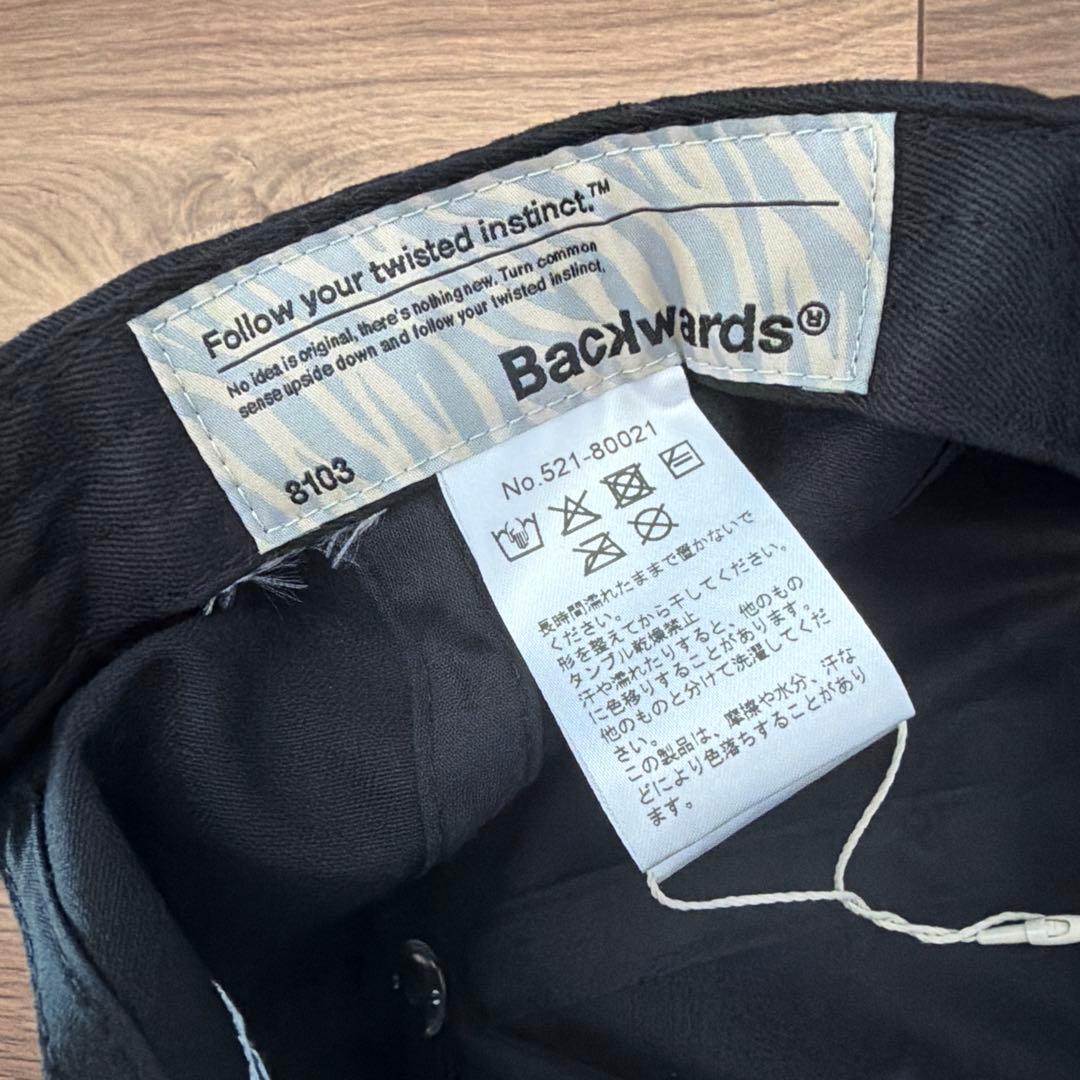 Follow your twisted instinct.™
No idea is original, there's nothing new. Turn common
sense upside down and follow your twisted instinct.
Backwards®
8103
No.521-80021
長時間濡れたままで置かないで
ください。
形を整えてから干してください。
タンブル乾燥禁止
汗や濡れたりすると、他のもの
に色移りすることがあります。
他のものと分けて洗濯してくだ
さい。
この製品は、摩擦や水分、汗な
どにより色落ちすることがあり
ます。